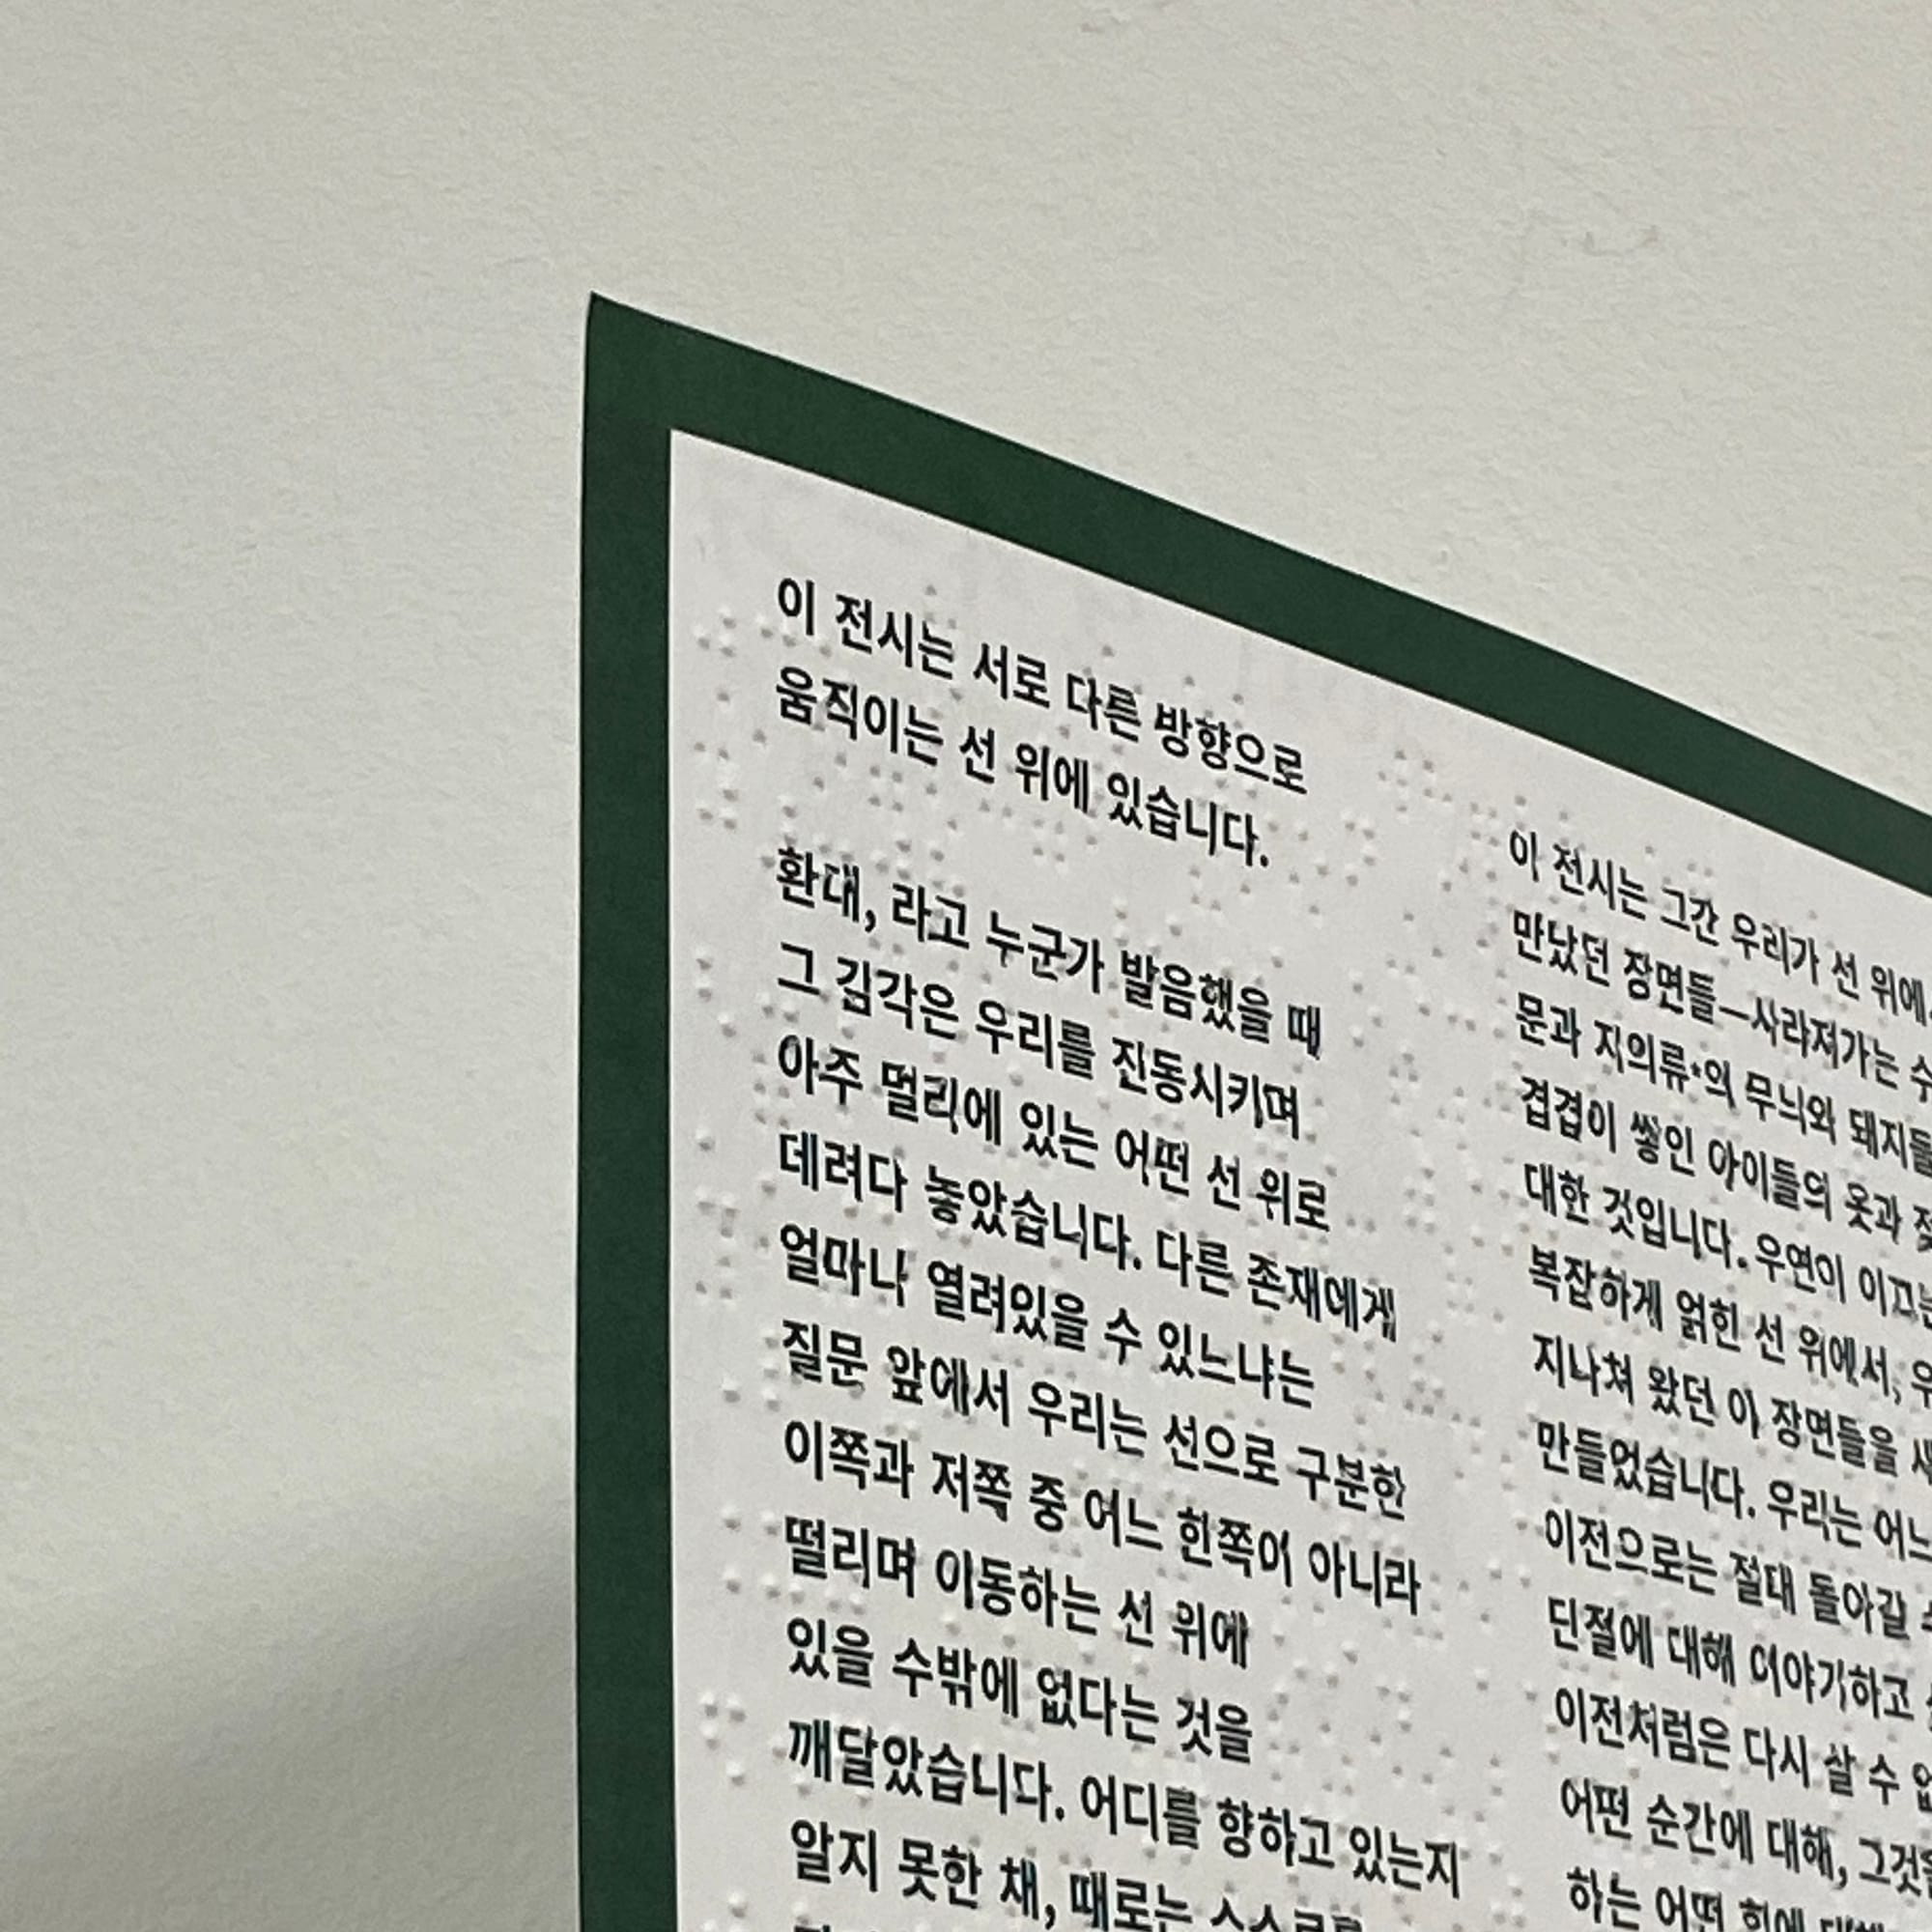 이 전시는 서로 다른 방향으로
움직이는 선 위에 있습니다.
환대, 라고 누군가 발음했을 때
그 감각은 우리를 진동시키며
아주 멀리에 있는 어떤 선 위로
데려다 놓았습니다. 다른 존재에게
얼마나 열려있을 수 있느냐는
질문 앞에서 우리는 선으로 구분한
이쪽과 저쪽 중 어느 한쪽이 아니라
떨리며 이동하는 선 위에
있을 수밖에 없다는 것을
깨달았습니다. 어디를 향하고 있는지
알지 못한 채, 때로는
이 전시는 그간 우리가 선 위에
만났던 장면들—사라져가는
문과 지의류*의 무늬와 돼지들
겹겹이 쌓인 아이들의 옷과
대한 것입니다. 우연이 이끄는
복잡하게 얽힌 선 위에서,
지나쳐 왔던 이 장면들을
만들었습니다. 우리는 어느
이전으로는 절대 돌아갈
단절에 대해 이야기하고
이전처럼은 다시 살 수
어떤 순간에 대해, 그것을
하는 어떤 힘에